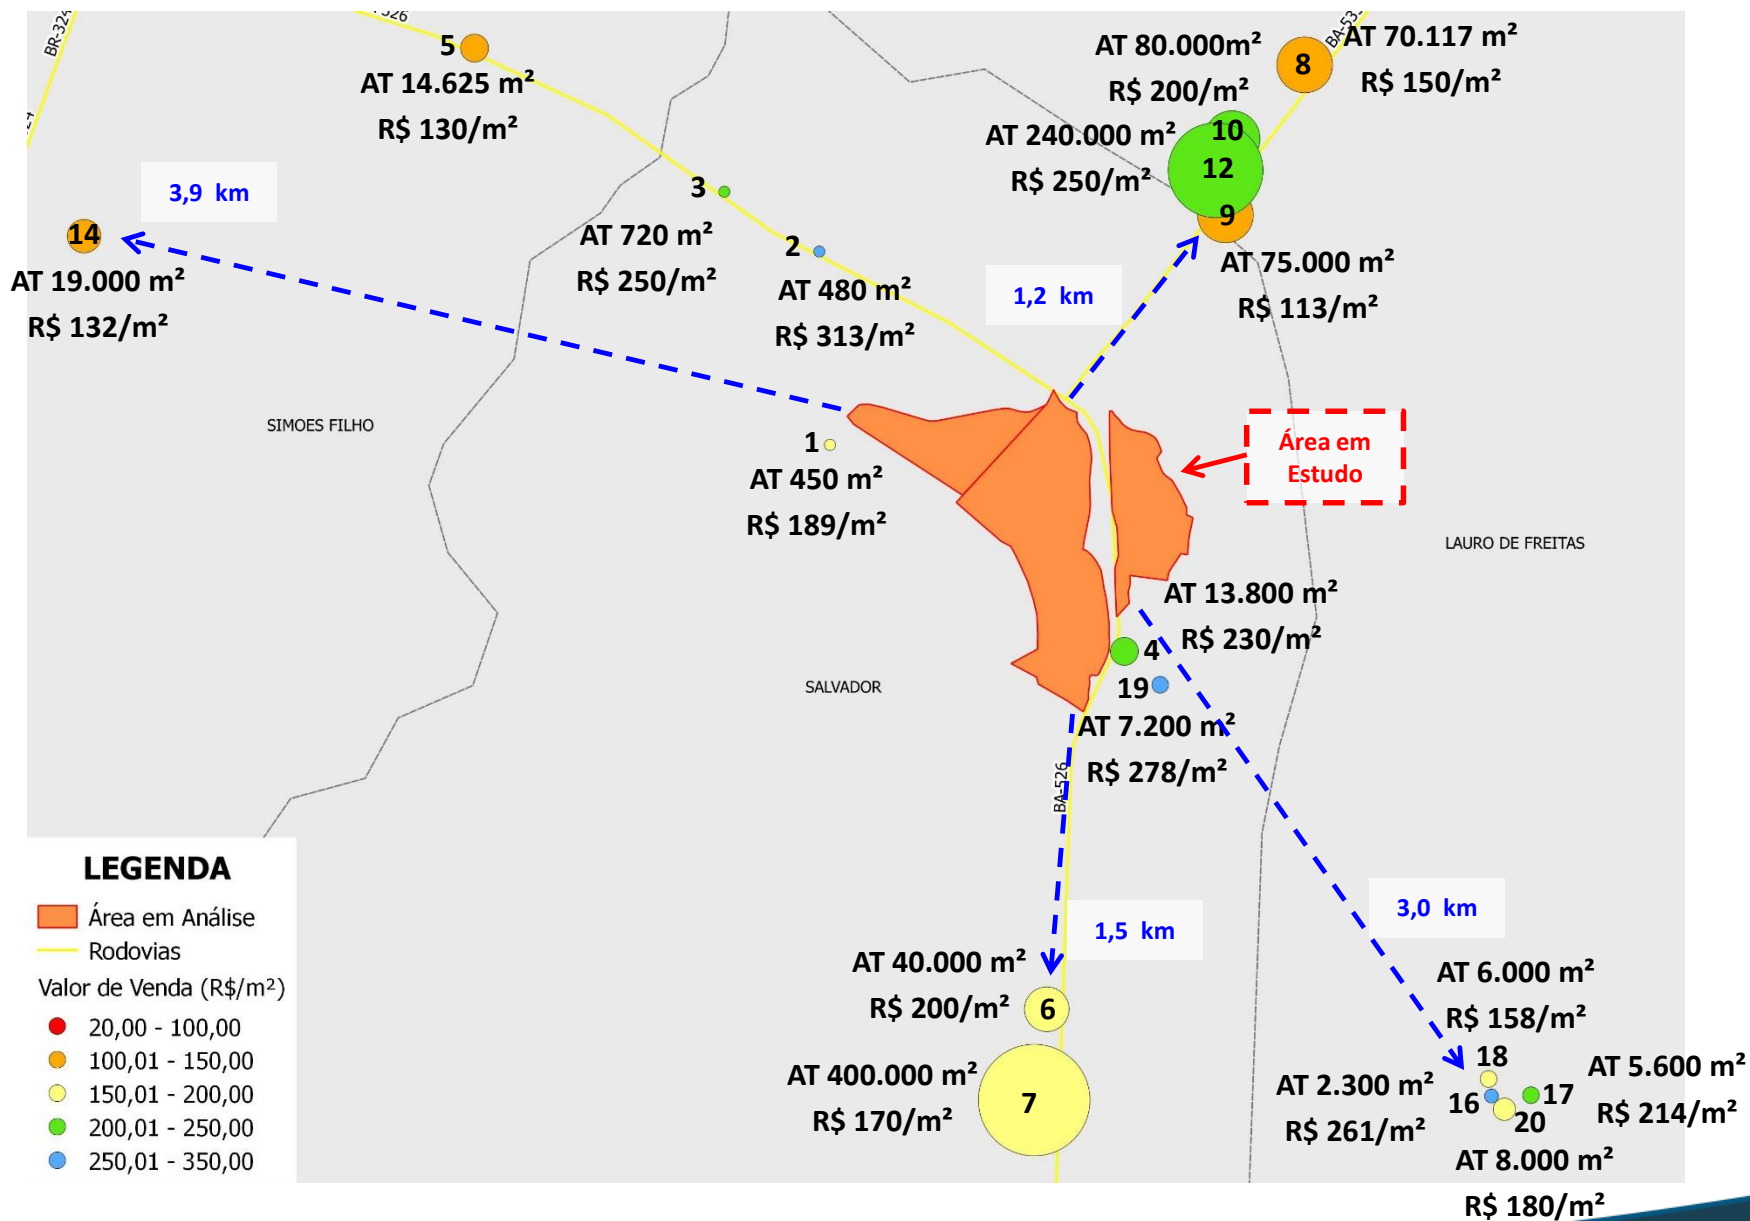 BR-324
5
AT 14.625 m²
R$ 130/m²
3,9 km
14
AT 19.000 m²
R$ 132/m²
3
AT 720 m²
R$ 250/m²
2
AT 480 m²
R$ 313/m²
AT 80.000m²
R$ 200/m²
8
AT 70.117 m²
R$ 150/m²
AT 240.000 m²
R$ 250/m²
10
12
9
AT 75.000 m²
R$ 113/m²
1,2 km
SIMOES FILHO
1
AT 450 m²
R$ 189/m²
Área em
Estudo
LAURO DE FREITAS
AT 13.800 m²
R$ 230/m²
4
19
AT 7.200 m²
R$ 278/m²
SALVADOR
BA-526
1,5 km
3,0 km
AT 40.000 m²
R$ 200/m²
6
AT 400.000 m²
R$ 170/m²
7
AT 6.000 m²
R$ 158/m²
18
AT 2.300 m²
R$ 261/m²
16
17
AT 5.600 m²
R$ 214/m²
20
AT 8.000 m²
R$ 180/m²
LEGENDA
Área em Análise
Rodovias
Valor de Venda (R$/m²)
20,00 - 100,00
100,01 - 150,00
150,01 - 200,00
200,01 - 250,00
250,01 - 350,00